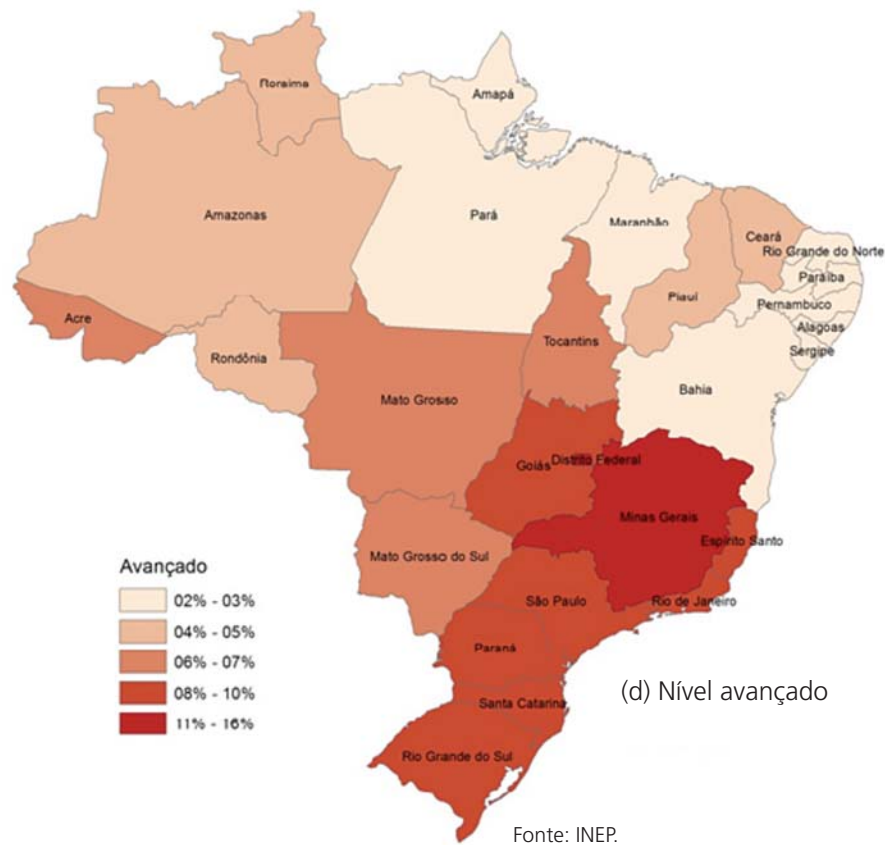 Roraima
Amapá
Amazonas
Pará
Maranhão
Ceará
Rio Grande do Norte
Paraíba
Piauí
Pernambuco
Acre
Alagoas
Rondônia
Tocantins
Sergipe
Bahia
Mato Grosso
Goiás
Distrito Federal
Minas Gerais
Mato Grosso do Sul
Espírito Santo
São Paulo
Rio de Janeiro
Paraná
Santa Catarina
Rio Grande do Sul
Avançado
02% - 03%
04% - 05%
06% - 07%
08% - 10%
11% - 16%
(d) Nível avançado
Fonte: INEP.